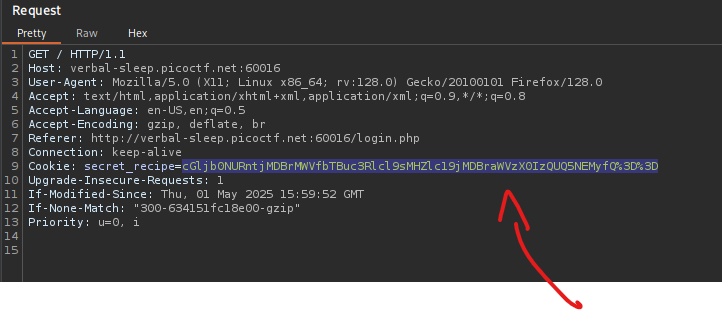 Request
Pretty Raw Hex
1 GET / HTTP/1.1
2 Host: verbal-sleep.picoctf.net:60016
3 User-Agent: Mozilla/5.0 (X11; Linux x86_64; rv:128.0) Gecko/20100101 Firefox/128.0
4 Accept: text/html,application/xhtml+xml,application/xml;q=0.9,*/*;q=0.8
5 Accept-Language: en-US,en;q=0.5
6 Accept-Encoding: gzip, deflate, br
7 Referer: http://verbal-sleep.picoctf.net:60016/login.php
8 Connection: keep-alive
9 Cookie: secret_recipe=cGljb0NURntjMDBrMWVfbTBuc3Rlcl9sMHZlc19jMDBraWVzX0IzQUQ5NEMyfQ%3D%3D
10 Upgrade-Insecure-Requests: 1
11 If-Modified-Since: Thu, 01 May 2025 15:59:52 GMT
12 If-None-Match: "300-634151fc18e00-gzip"
13 Priority: u=0, i
14
15